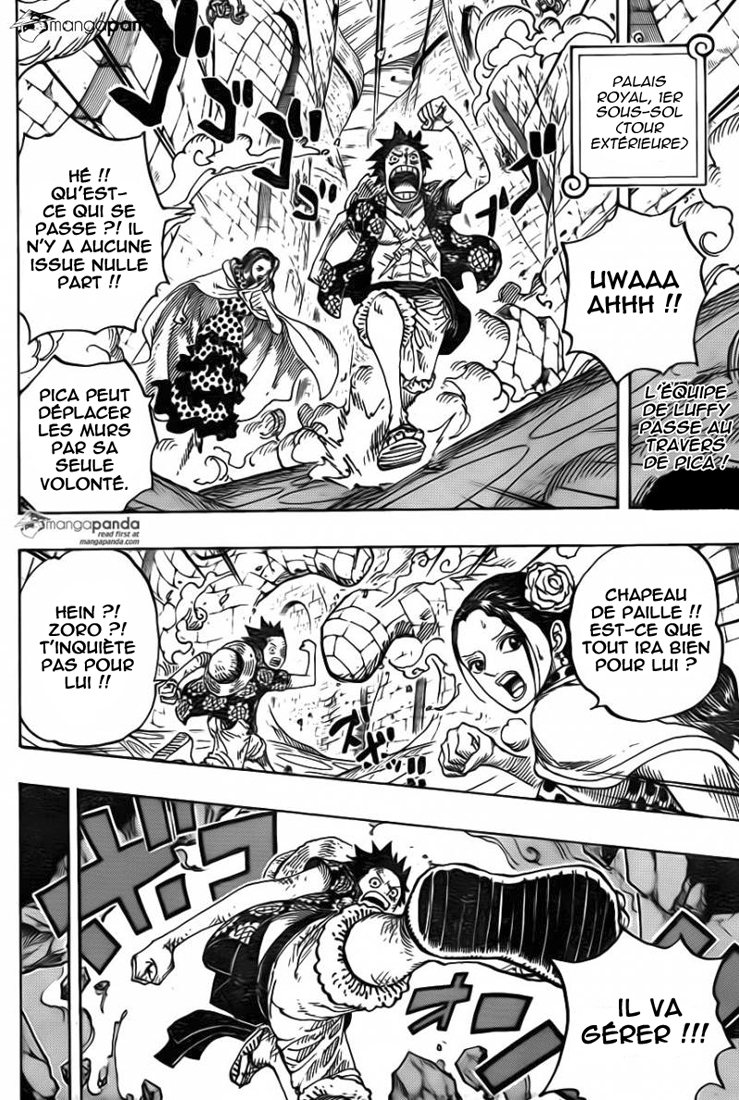 mangapanda
PALAIS
ROYAL, 1ER
SOUS-SOL
(TOUR
EXTÉRIEURE)
UWAAA
AHHH !!
L'ÉQUIPE
DE LUFFY
PASSE AU
TRAVERS
DE PICA !
HÉ !!
QU'EST-
CE QUI SE
PASSE ?! IL
N'Y A AUCUNE
ISSUE NULLE
PART !!
PICA PEUT
DÉPLACER
LES MURS
PAR SA
SEULE
VOLONTÉ.
mangapanda
read first at
mangapanda.com
CHAPEAU
DE PAILLE !!
EST-CE QUE
TOUT IRA BIEN
POUR LUI ?
HEIN ?!
ZORO ?!
T'INQUIÈTE
PAS POUR
LUI !!
IL VA
GÉRER !!!